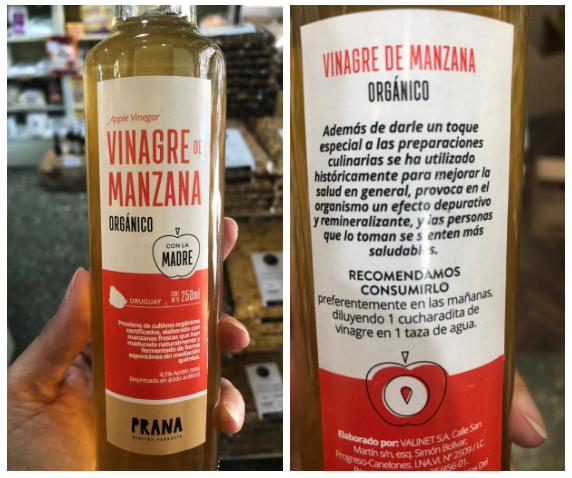 _Apple Vinegar
VINAGRE DE
MANZANA
ORGÁNICO
CON LA
MADRE
URUGUAY
CONT. NETO 250ml
Proviene de cultivos orgánicos
certificados, elaborado con
manzanas frescas que han
madurado naturalmente y
fermentado de forma
espontánea sin mediación
química.
4,5% Acidez total
(expresada en ácido acético)
PRANA
VINAGRE DE MANZANA
ORGÁNICO
Además de darle un toque
especial a las preparaciones
culinarias se ha utilizado
históricamente para mejorar la
salud en general, provoca en el
organismo un efecto depurativo
y remineralizante, y las personas
que lo toman se sienten más
saludables.
RECOMENDAMOS
CONSUMIRLO
preferentemente en las mañanas,
diluyendo 1 cucharadita de
vinagre en 1 taza de agua.
Elaborado por: VALINET S.A, Calle San
Martín s/n, esq. Simón Bolívar,
Progreso-Canelones. I.NA.VI. N° 2509 / I.C